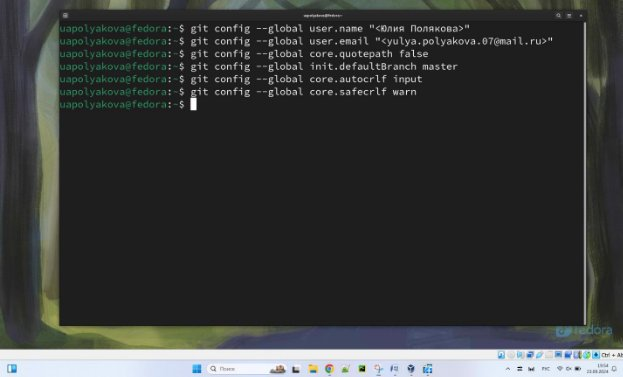 uapolyakova@fedora:~
uapolyakova@fedora:~$ git config --global user.name "<Юлия Полякова>"
uapolyakova@fedora:~$ git config --global user.email "<yulya.polyakova.07@mail.ru>"
uapolyakova@fedora:~$ git config --global core.quotepath false
uapolyakova@fedora:~$ git config --global init.defaultBranch master
uapolyakova@fedora:~$ git config --global core.autocrlf input
uapolyakova@fedora:~$ git config --global core.safecrlf warn
uapolyakova@fedora:~$
fedora
Ctrl + Al
Поиск
РУС